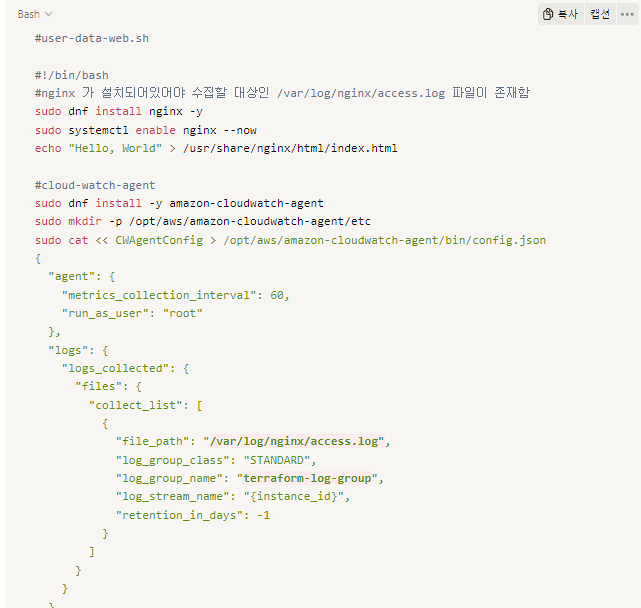 Bash
복사 캡션
#user-data-web.sh
#!/bin/bash
#nginx 가 설치되어있어야 수집할 대상인 /var/log/nginx/access.log 파일이 존재함
sudo dnf install nginx -y
sudo systemctl enable nginx --now
echo "Hello, World" > /usr/share/nginx/html/index.html
#cloud-watch-agent
sudo dnf install -y amazon-cloudwatch-agent
sudo mkdir -p /opt/aws/amazon-cloudwatch-agent/etc
sudo cat << CWAgentConfig > /opt/aws/amazon-cloudwatch-agent/bin/config.json
{
  "agent": {
    "metrics_collection_interval": 60,
    "run_as_user": "root"
  },
  "logs": {
    "logs_collected": {
      "files": {
        "collect_list": [
          {
            "file_path": "/var/log/nginx/access.log",
            "log_group_class": "STANDARD",
            "log_group_name": "terraform-log-group",
            "log_stream_name": "{instance_id}",
            "retention_in_days": -1
          }
        ]
      }
    }
  }